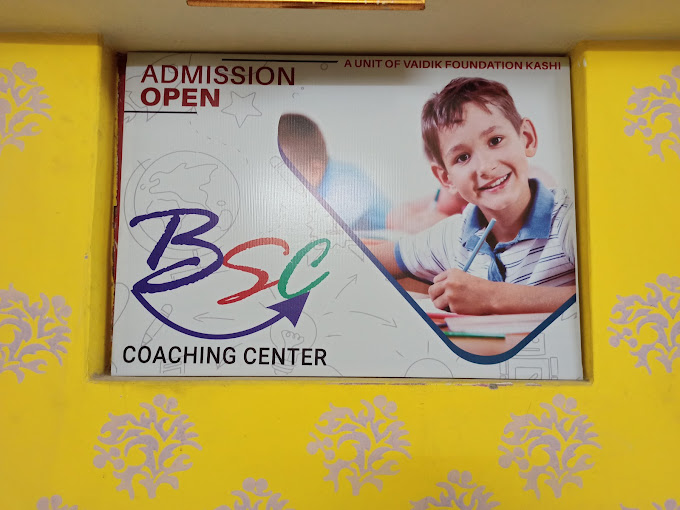 A UNIT OF VAIDIK FOUNDATION KASHI
ADMISSION
OPEN
BSC
COACHING CENTER